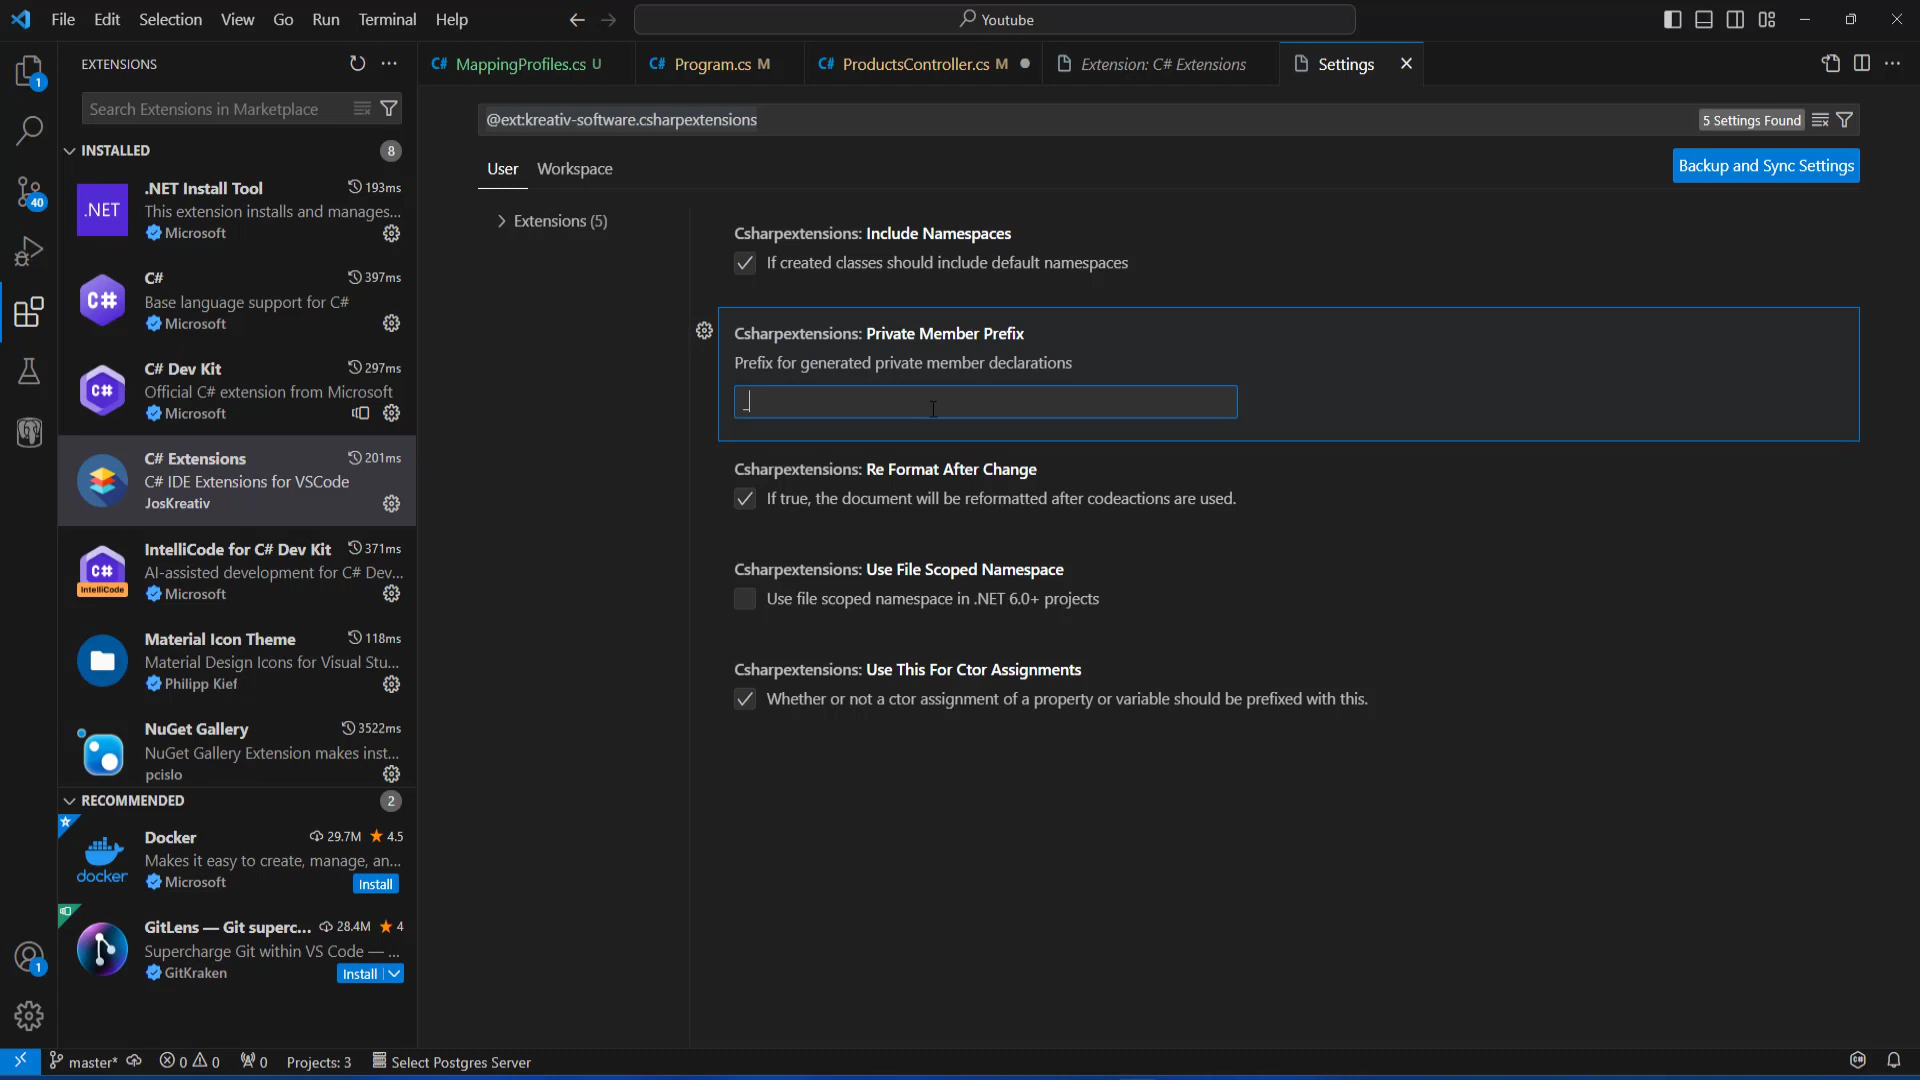 File Edit Selection View Go Run Terminal Help
Youtube
EXTENSIONS
MappingProfiles.cs U
Program.cs M
ProductsController.cs M
Extension: C# Extensions
Settings
Search Extensions in Marketplace
INSTALLED 8
.NET
.NET Install Tool 193ms
This extension installs and manages...
Microsoft
C# 397ms
Base language support for C#
Microsoft
C# Dev Kit 297ms
Official C# extension from Microsoft
Microsoft
C# Extensions 201ms
C# IDE Extensions for VSCode
JosKreativ
IntelliCode
IntelliCode for C# Dev Kit 371ms
AI-assisted development for C# Dev...
Microsoft
Material Icon Theme 118ms
Material Design Icons for Visual Stu...
Philipp Kief
NuGet Gallery 3522ms
NuGet Gallery Extension makes inst...
pcislo
RECOMMENDED 2
docker
Docker 29.7M 4.5
Makes it easy to create, manage, an...
Microsoft Install
GitLens — Git superc... 28.4M 4
Supercharge Git within VS Code — ...
GitKraken Install
@ext:kreativ-software.csharpextensions
5 Settings Found
User Workspace
Backup and Sync Settings
Extensions (5)
Csharpextensions: Include Namespaces
If created classes should include default namespaces
Csharpextensions: Private Member Prefix
Prefix for generated private member declarations
_
Csharpextensions: Re Format After Change
If true, the document will be reformatted after codeactions are used.
Csharpextensions: Use File Scoped Namespace
Use file scoped namespace in .NET 6.0+ projects
Csharpextensions: Use This For Ctor Assignments
Whether or not a ctor assignment of a property or variable should be prefixed with this.
1
40
1
master* 0 0 0 Projects: 3 Select Postgres Server